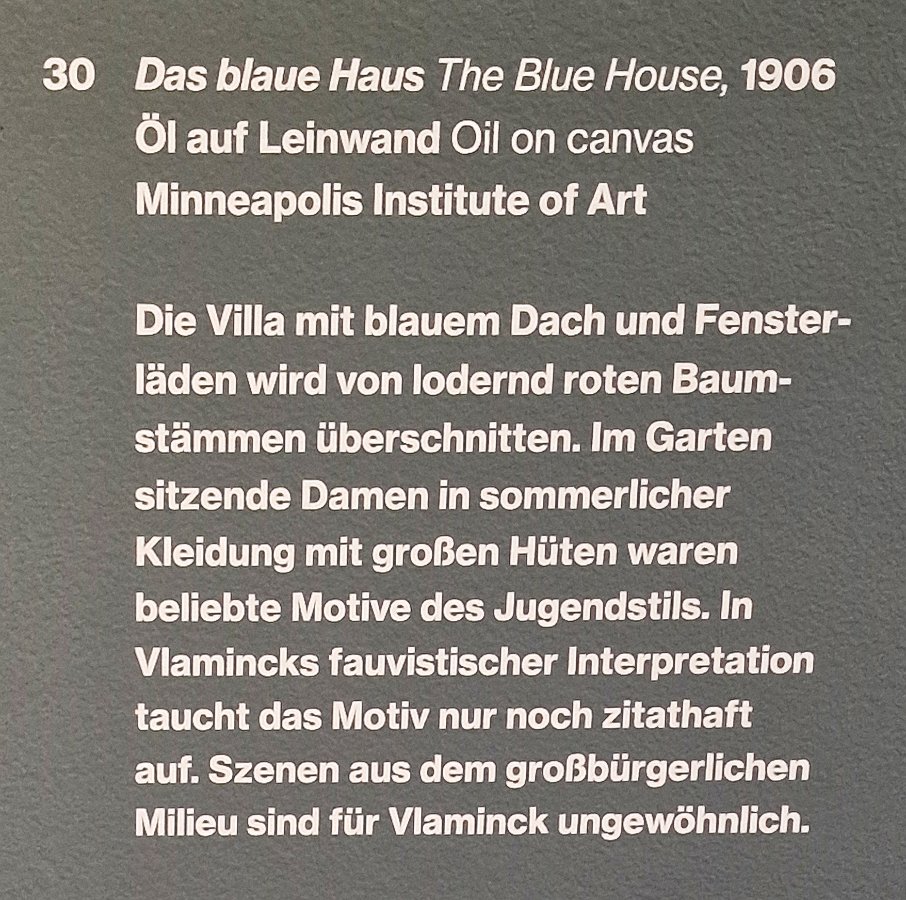 30 Das blaue Haus The Blue House, 1906
Öl auf Leinwand Oil on canvas
Minneapolis Institute of Art
Die Villa mit blauem Dach und Fenster-
läden wird von lodernd roten Baum-
stämmen überschnitten. Im Garten
sitzende Damen in sommerlicher
Kleidung mit großen Hüten waren
beliebte Motive des Jugendstils. In
Vlamincks fauvistischer Interpretation
taucht das Motiv nur noch zitathaft
auf. Szenen aus dem großbürgerlichen
Milieu sind für Vlaminck ungewöhnlich.